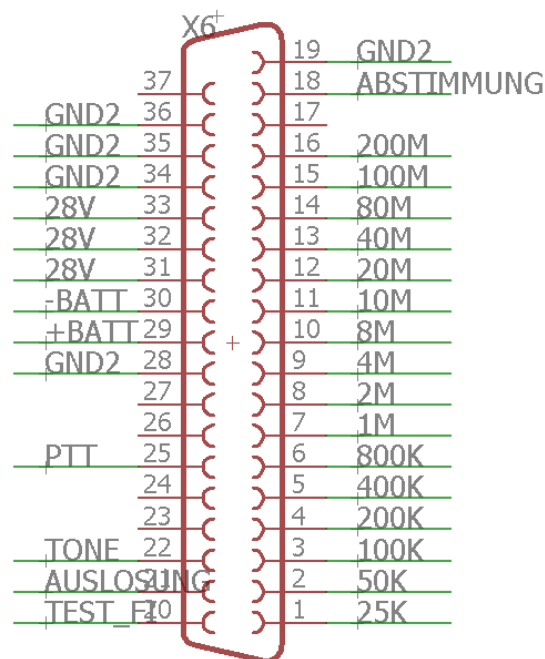 X6
19 GND2
37
18 ABSTIMMUNG
GND2 36
17
GND2 35
16 200M
GND2 34
15 100M
28V 33
14 80M
28V 32
13 40M
28V 31
12 20M
-BATT 30
11 10M
+BATT 29
10 8M
GND2 28
9 4M
27
8 2M
26
7 1M
PTT 25
6 800K
24
5 400K
23
4 200K
TONE 22
3 100K
AUSLOSUNG 21
2 50K
20
1 25K